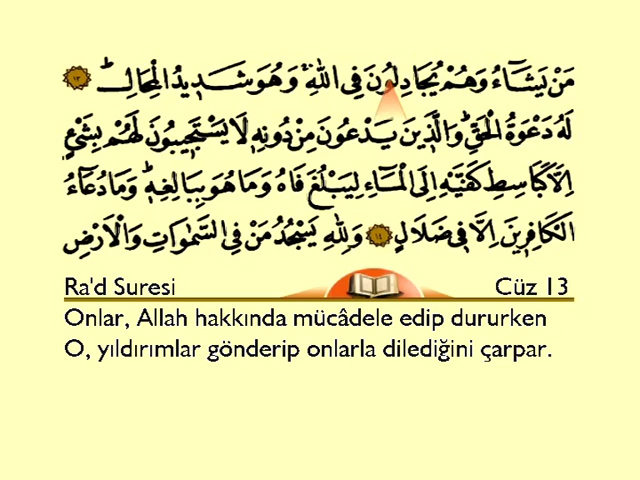 مَنْ يَشَٓاءُ وَهُمْ يُجَادِلُونَ فِي اللّٰهِۚ وَهُوَ شَدٖيدُ الْمِحَالِۜ ﴿١٣﴾
لَهُ دَعْوَةُ الْحَقِّۜ وَالَّذٖينَ يَدْعُونَ مِنْ دُونِهٖ لَا يَسْتَجٖيبُونَ لَهُمْ بِشَيْءٍ
اِلَّا كَبَاسِطِ كَفَّيْهِ اِلَى الْمَٓاءِ لِيَبْلُغَ فَاهُ وَمَا هُوَ بِبَالِغِهٖۜ وَمَا دُعَٓاءُ
الْكَافِرٖينَ اِلَّا فٖي ضَلَالٍ ﴿١٤﴾ وَلِلّٰهِ يَسْجُدُ مَنْ فِي السَّمٰوَاتِ وَالْاَرْضِ
Ra'd Suresi Cüz 13
Onlar, Allah hakkında mücâdele edip dururken
O, yıldırımlar gönderip onlarla dilediğini çarpar.